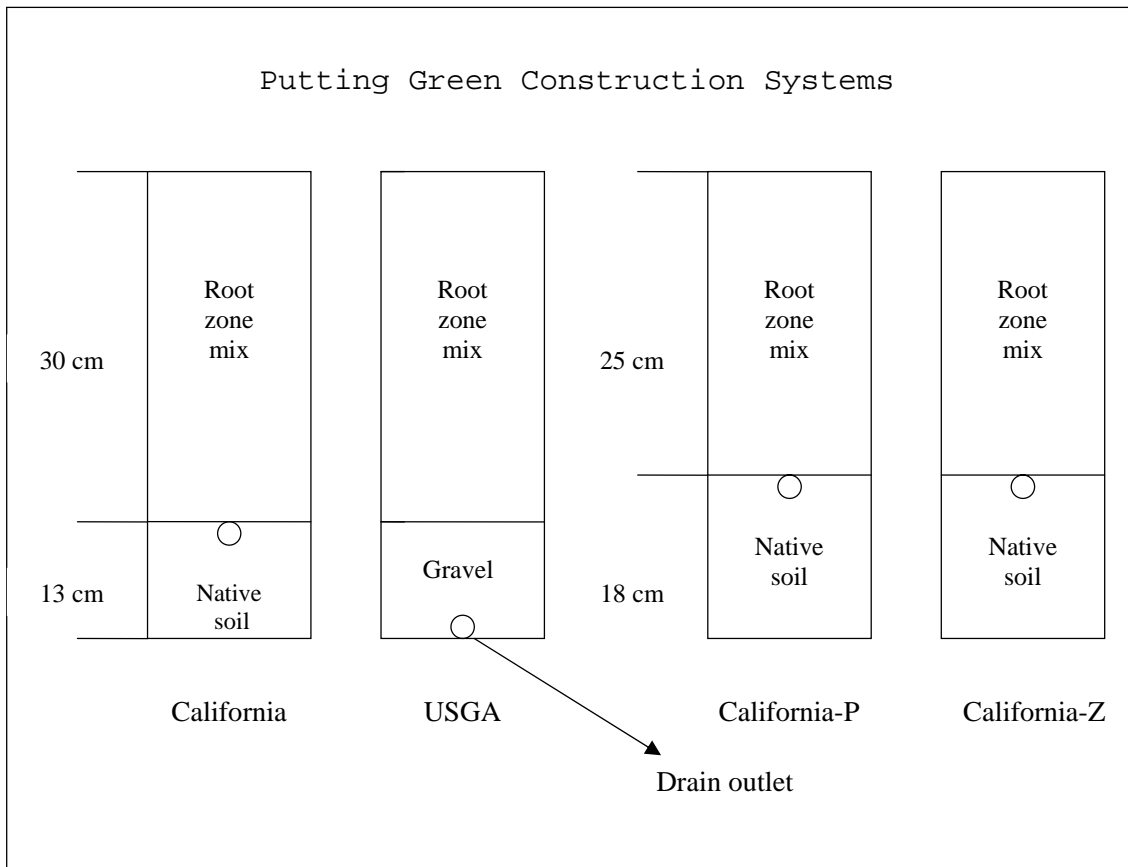 Putting Green Construction Systems
Root
zone
mix
Root
zone
mix
Root
zone
mix
Root
zone
mix
30 cm
25 cm
Native
soil
Gravel
Native
soil
Native
soil
13 cm
18 cm
California
USGA
California-P
California-Z
Drain outlet